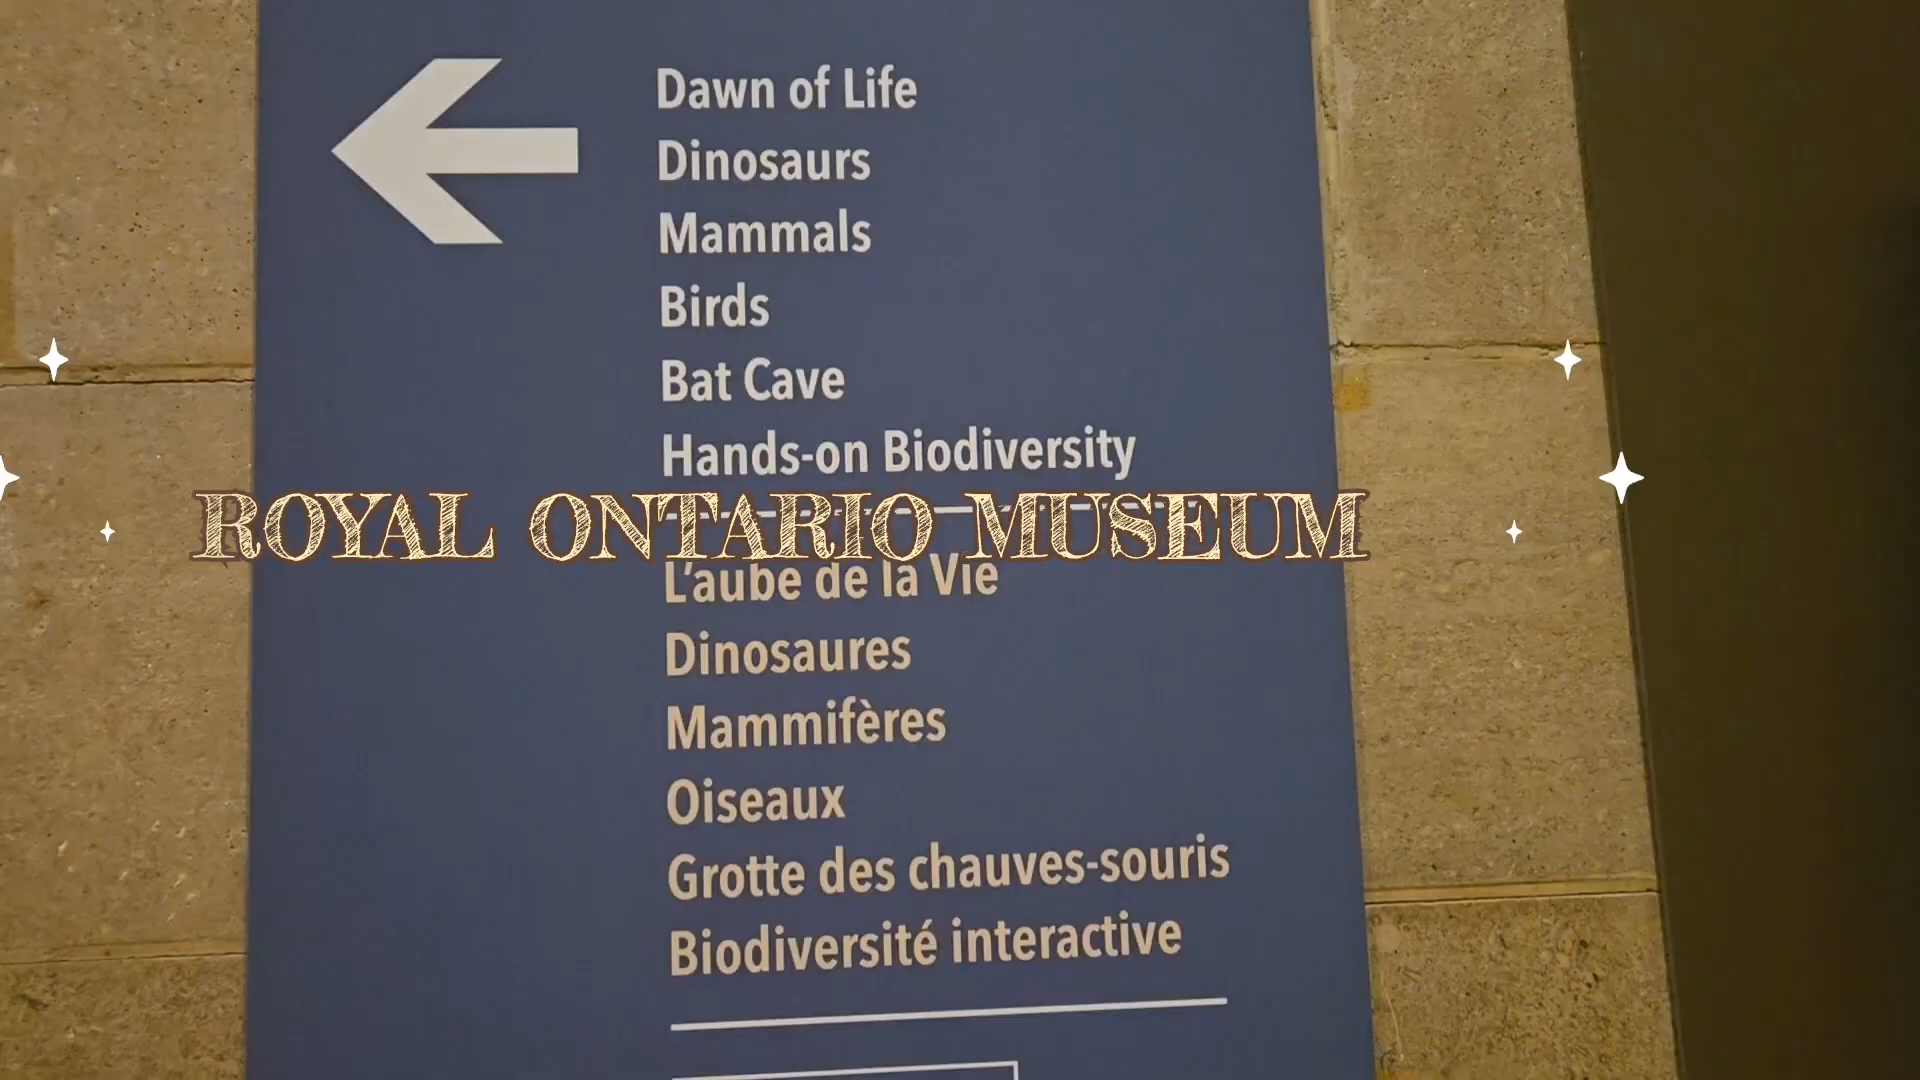 Dawn of Life
Dinosaurs
Mammals
Birds
Bat Cave
Hands-on Biodiversity
ROYAL ONTARIO MUSEUM
L'aube de la Vie
Dinosaures
Mammifères
Oiseaux
Grotte des chauves-souris
Biodiversité interactive